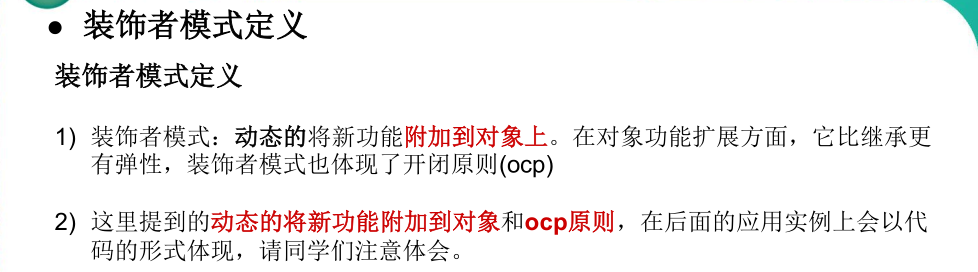 ● 装饰者模式定义
装饰者模式定义
1) 装饰者模式：动态的将新功能附加到对象上。在对象功能扩展方面，它比继承更
有弹性，装饰者模式也体现了开闭原则(ocp)
2) 这里提到的动态的将新功能附加到对象和ocp原则，在后面的应用实例上会以代
码的形式体现，请同学们注意体会。